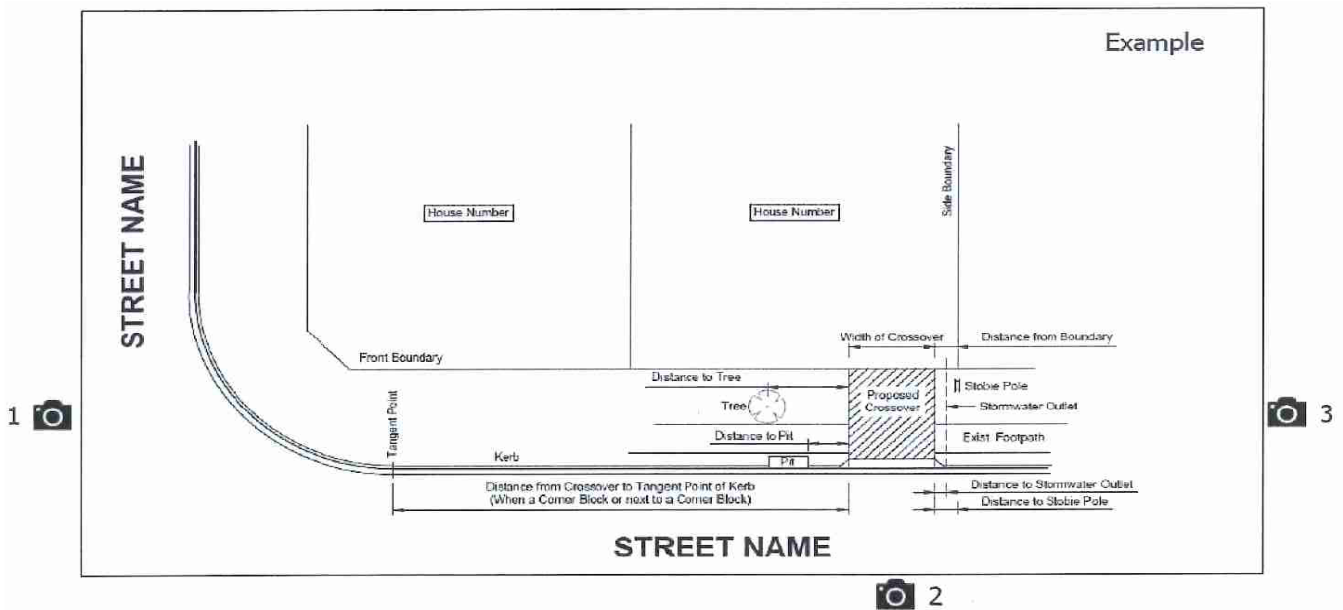 Example
STREET NAME
House Number
House Number
Side Boundary
Width of Crossover
Distance from Boundary
Front Boundary
Distance to Tree
Stobie Pole
Proposed
Crossover
Tree
Stormwater Outlet
Tangent Point
Distance to Pit
Exist Footpath
Kerb
Pit
Distance from Crossover to Tangent Point of Kerb
(When a Corner Block or next to a Corner Block)
Distance to Stormwater Outlet
Distance to Stobie Pole
STREET NAME
1
2
3